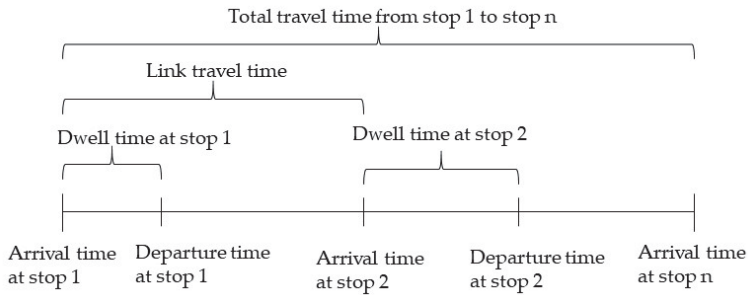 Total travel time from stop 1 to stop n
Link travel time
Dwell time at stop 1
Dwell time at stop 2
Arrival time
at stop 1
Departure time
at stop 1
Arrival time
at stop 2
Departure time
at stop 2
Arrival time
at stop n